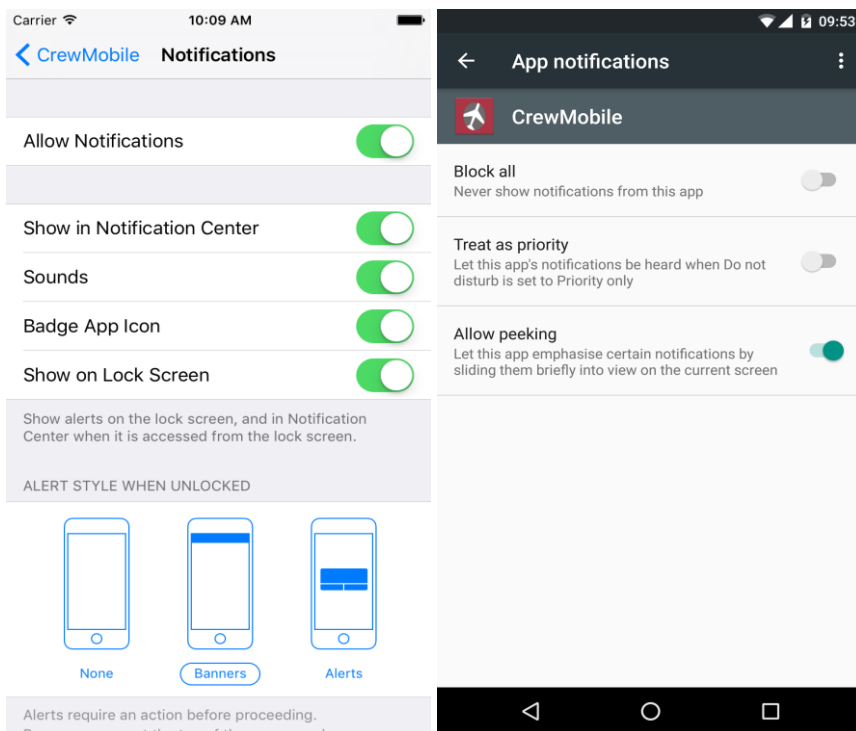 Carrier 10:09 AM
CrewMobile Notifications
Allow Notifications
Show in Notification Center
Sounds
Badge App Icon
Show on Lock Screen
Show alerts on the lock screen, and in Notification
Center when it is accessed from the lock screen.
ALERT STYLE WHEN UNLOCKED
None Banners Alerts
Alerts require an action before proceeding.
09:53
App notifications
CrewMobile
Block all
Never show notifications from this app
Treat as priority
Let this app's notifications be heard when Do not
disturb is set to Priority only
Allow peeking
Let this app emphasise certain notifications by
sliding them briefly into view on the current screen